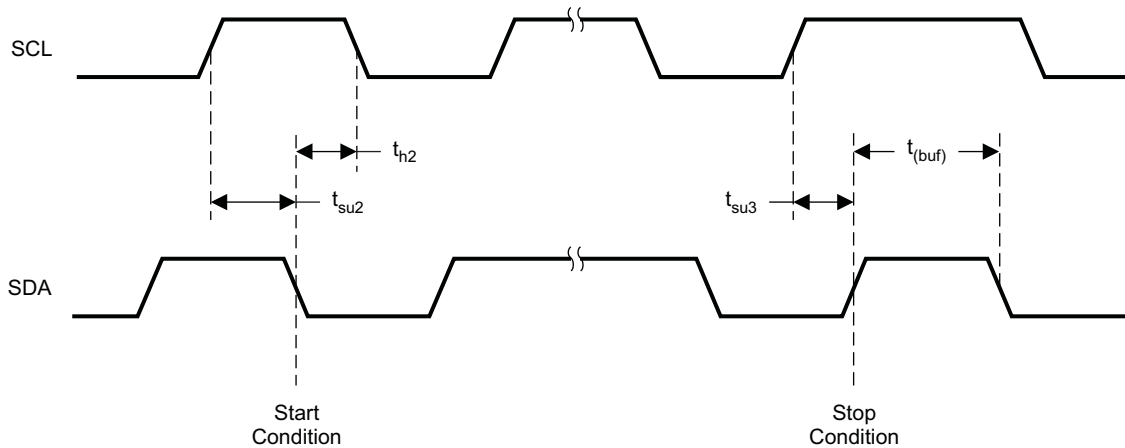 SCL
t_h2
t_(buf)
t_su2
t_su3
SDA
Start
Condition
Stop
Condition